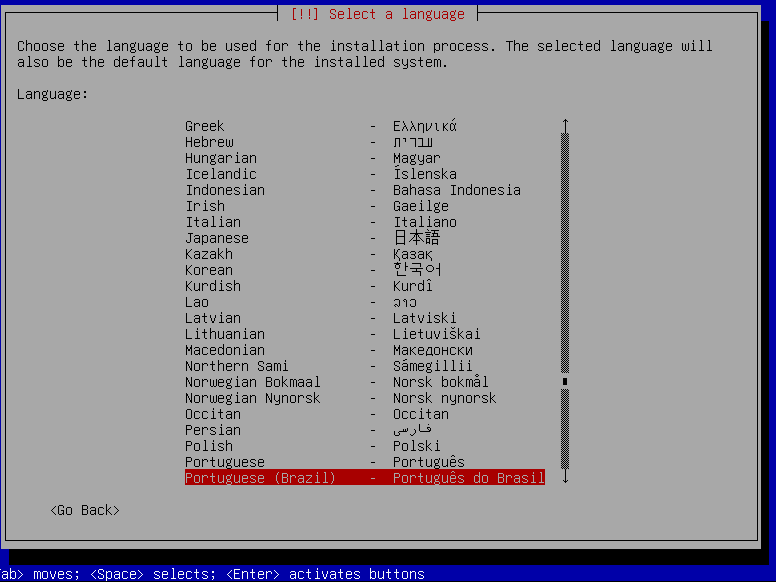 [!!] Select a language
Choose the language to be used for the installation process. The selected language will
also be the default language for the installed system.
Language:
Greek - Ελληνικά
Hebrew - עברית
Hungarian - Magyar
Icelandic - Íslenska
Indonesian - Bahasa Indonesia
Irish - Gaeilge
Italian - Italiano
Japanese - 日本語
Kazakh - Қазақ
Korean - 한국어
Kurdish - Kurdî
Lao - ລາວ
Latvian - Latviski
Lithuanian - Lietuviškai
Macedonian - Македонски
Northern Sami - Sámegillii
Norwegian Bokmaal - Norsk bokmål
Norwegian Nynorsk - Norsk nynorsk
Occitan - Occitan
Persian - فارسی
Polish - Polski
Portuguese - Português
Portuguese (Brazil) - Português do Brasil
<Go Back>
ab> moves; <Space> selects; <Enter> activates buttons